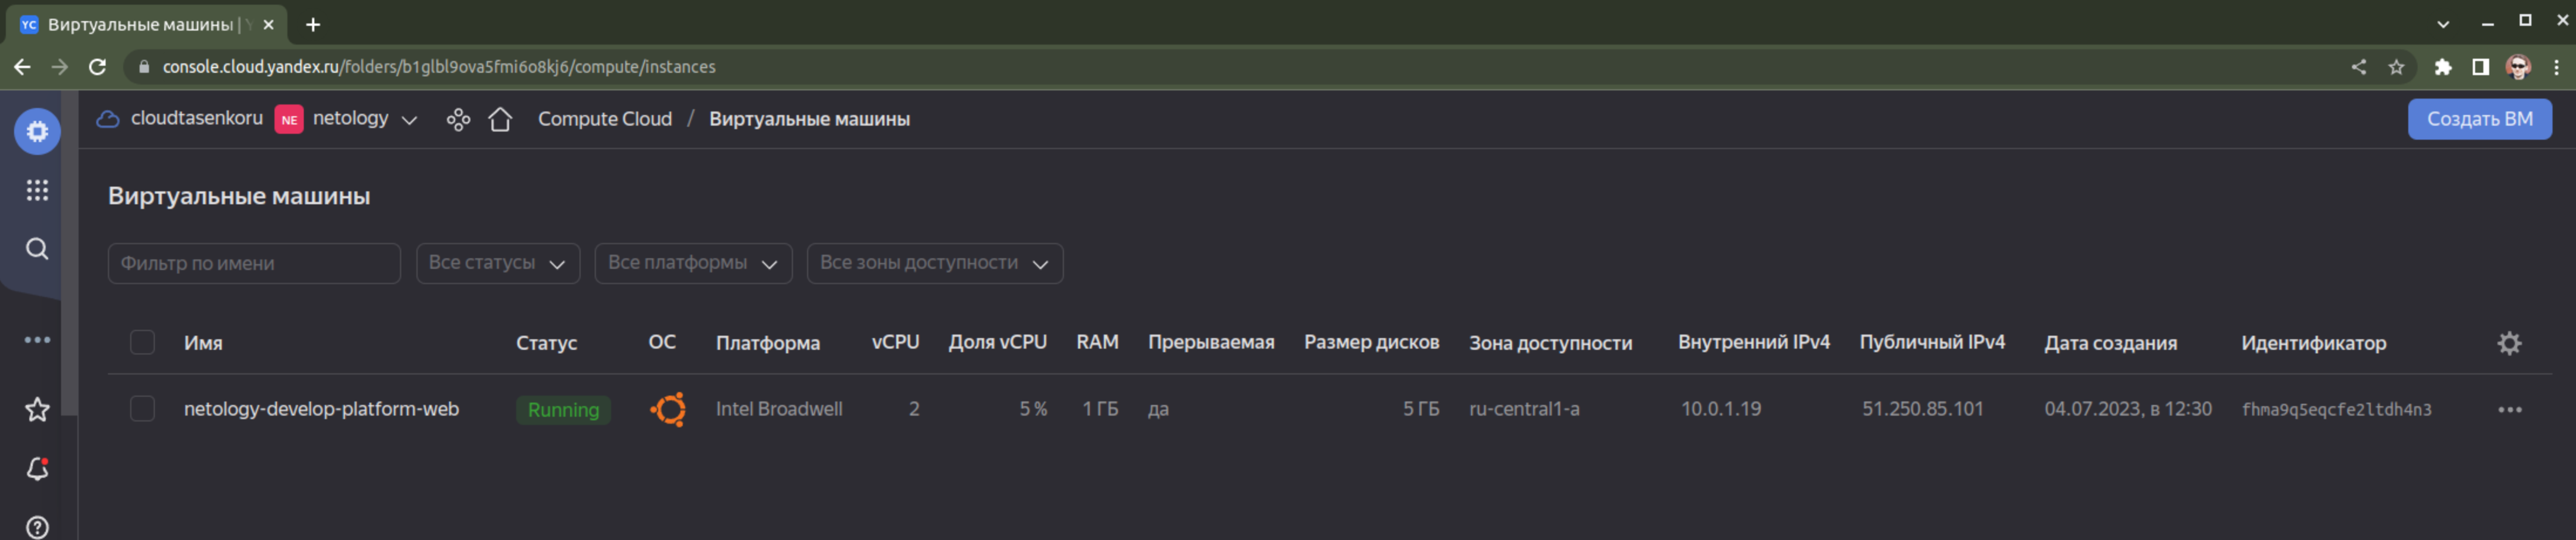 YC Виртуальные машины |
console.cloud.yandex.ru/folders/b1glbl9ova5fmi6o8kj6/compute/instances
cloudtasenkoru NE netology Compute Cloud / Виртуальные машины Создать ВМ
Виртуальные машины
Фильтр по имени Все статусы Все платформы Все зоны доступности
Имя Статус ОС Платформа vCPU Доля vCPU RAM Прерываемая Размер дисков Зона доступности Внутренний IPv4 Публичный IPv4 Дата создания Идентификатор
netology-develop-platform-web Running Intel Broadwell 2 5 % 1 ГБ да 5 ГБ ru-central1-a 10.0.1.19 51.250.85.101 04.07.2023, в 12:30 fhma9q5eqcfe2ltdh4n3